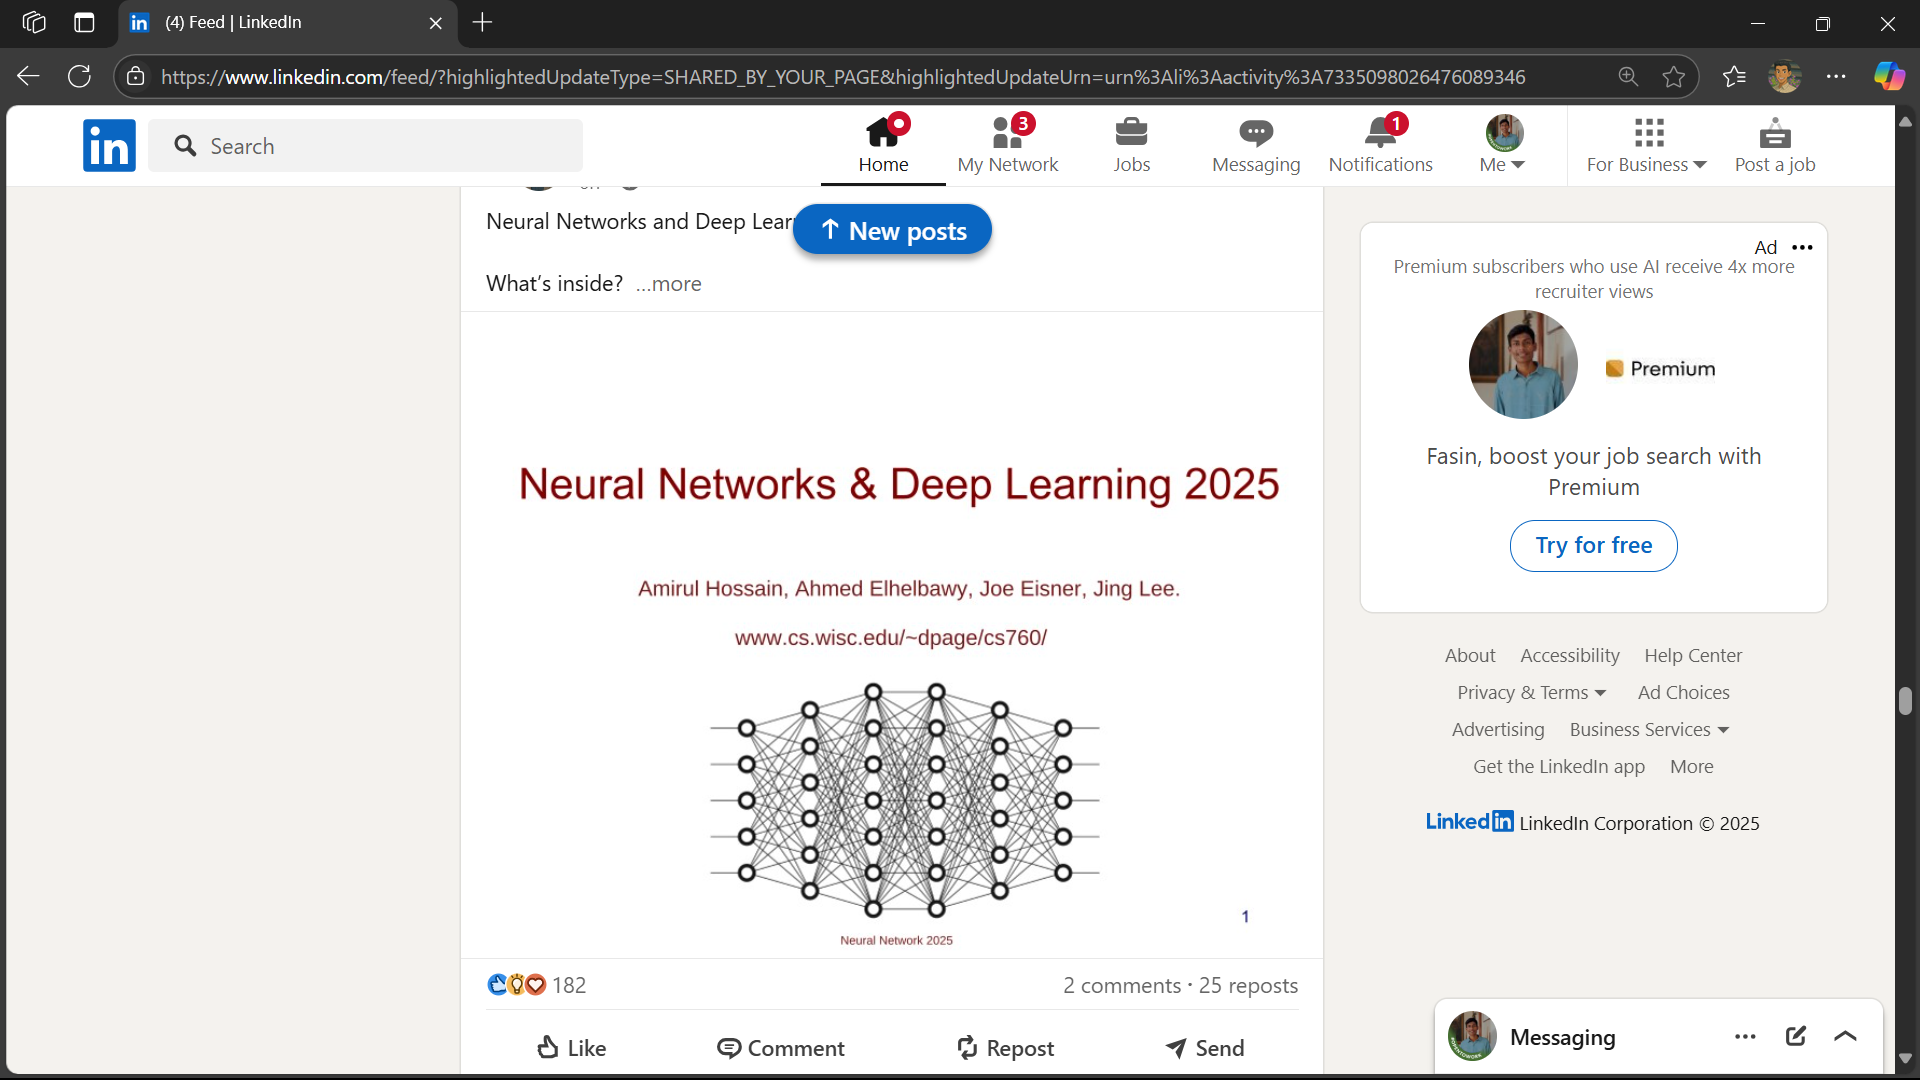 (4) Feed | LinkedIn
https://www.linkedin.com/feed/?highlightedUpdateType=SHARED_BY_YOUR_PAGE&highlightedUpdateUrn=urn%3Ali%3Aactivity%3A7335098026476089346
in
Search
Home
3
My Network
Jobs
Messaging
1
Notifications
Me
For Business
Post a job
Neural Networks and Deep Lear
New posts
What's inside? ...more
Neural Networks & Deep Learning 2025
Amirul Hossain, Ahmed Elhelbawy, Joe Eisner, Jing Lee.
www.cs.wisc.edu/~dpage/cs760/
1
Neural Network 2025
182
2 comments · 25 reposts
Like
Comment
Repost
Send
Ad
Premium subscribers who use AI receive 4x more
recruiter views
Premium
Fasin, boost your job search with
Premium
Try for free
About Accessibility Help Center
Privacy & Terms Ad Choices
Advertising Business Services
Get the LinkedIn app More
LinkedIn LinkedIn Corporation © 2025
Messaging